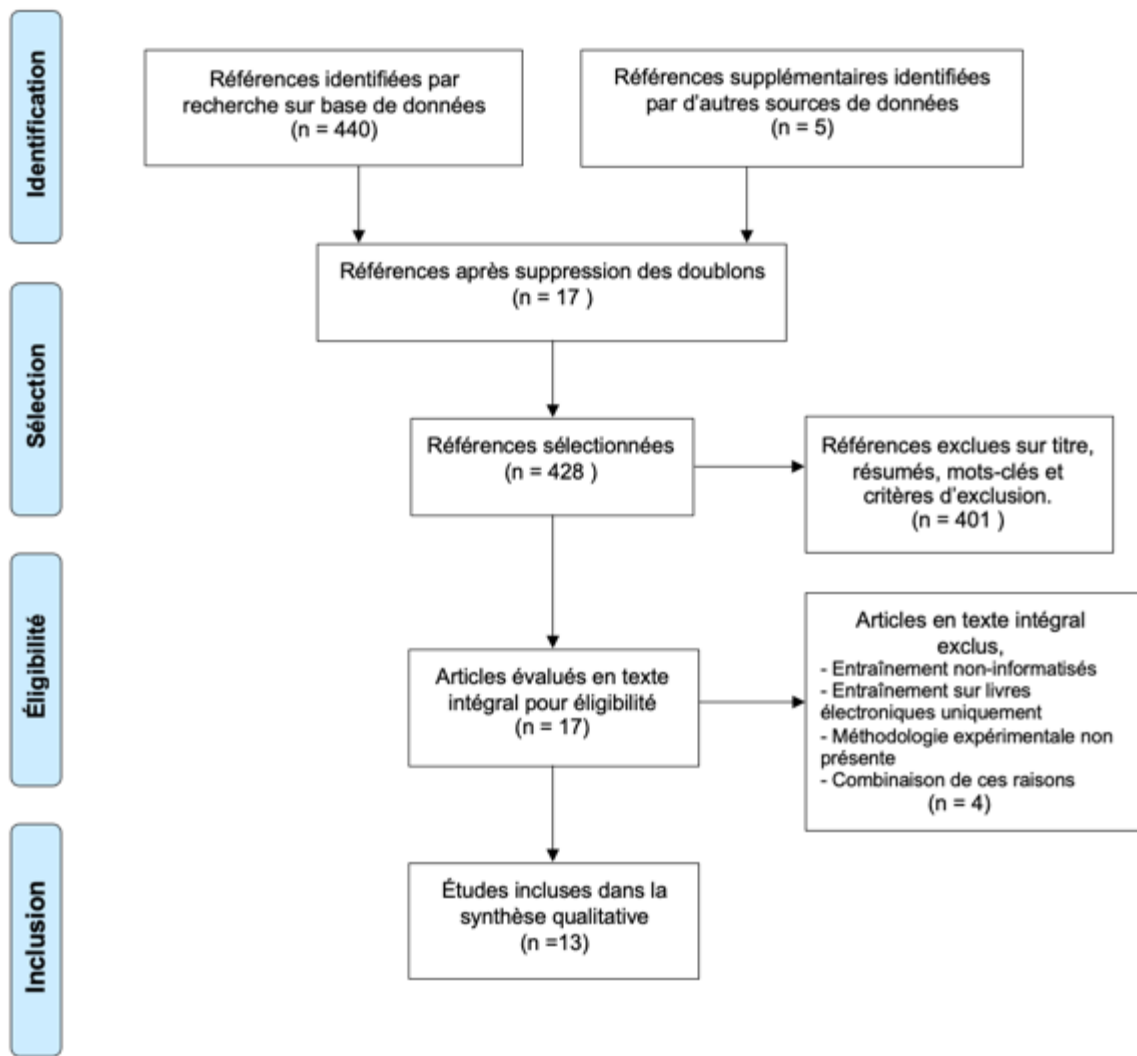 Identification
Références identifiées par
recherche sur base de données
(n = 440)
Références supplémentaires identifiées
par d'autres sources de données
(n = 5)
Références après suppression des doublons
(n = 17 )
Sélection
Références sélectionnées
(n = 428 )
Références exclues sur titre,
résumés, mots-clés et
critères d'exclusion.
(n = 401 )
Éligibilité
Articles évalués en texte
intégral pour éligibilité
(n = 17)
Articles en texte intégral
exclus,
- Entraînement non-informatisés
- Entraînement sur livres
électroniques uniquement
- Méthodologie expérimentale non
présente
- Combinaison de ces raisons
(n = 4)
Inclusion
Études incluses dans la
synthèse qualitative
(n =13)